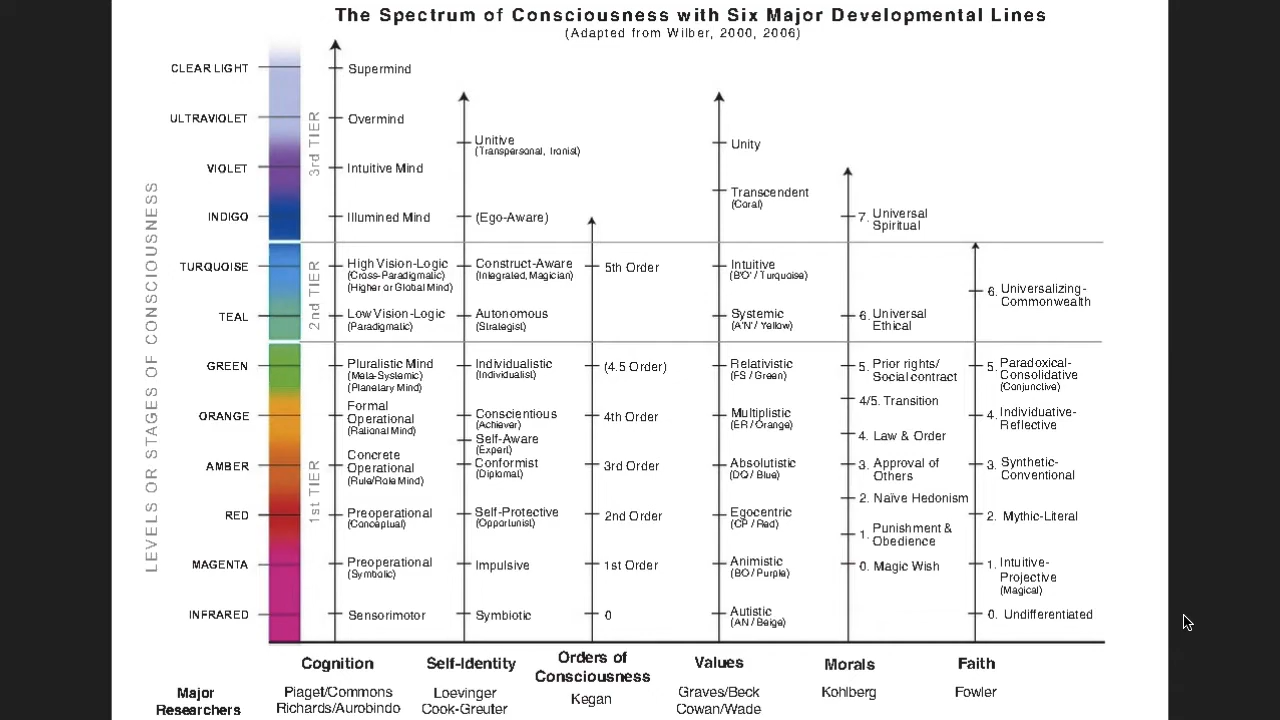 The Spectrum of Consciousness with Six Major Developmental Lines
(Adapted from Wilber, 2000, 2006)
LEVELS OR STAGES OF CONSCIOUSNESS
CLEAR LIGHT
ULTRAVIOLET
VIOLET
INDIGO
TURQUOISE
TEAL
GREEN
ORANGE
AMBER
RED
MAGENTA
INFRARED
3rd TIER
2nd TIER
1st TIER
Supermind
Overmind
Intuitive Mind
Illumined Mind
High Vision-Logic
(Cross-Paradigmatic)
(Higher or Global Mind)
Low Vision-Logic
(Paradigmatic)
Pluralistic Mind
(Meta-Systemic)
(Planetary Mind)
Formal
Operational
(Rational Mind)
Concrete
Operational
(Rule/Role Mind)
Preoperational
(Conceptual)
Preoperational
(Symbolic)
Sensorimotor
Unitive
(Transpersonal, Ironist)
(Ego-Aware)
Construct-Aware
(Integrated, Magician)
Autonomous
(Strategist)
Individualistic
(Individualist)
Conscientious
(Achiever)
Self-Aware
(Expert)
Conformist
(Diplomat)
Self-Protective
(Opportunist)
Impulsive
Symbiotic
5th Order
(4.5 Order)
4th Order
3rd Order
2nd Order
1st Order
0
Unity
Transcendent
(Coral)
Intuitive
(B'O' / Turquoise)
Systemic
(A'N' / Yellow)
Relativistic
(FS / Green)
Multiplistic
(ER / Orange)
Absolutistic
(DQ / Blue)
Egocentric
(CP / Red)
Animistic
(BO / Purple)
Autistic
(AN / Beige)
7. Universal
Spiritual
6. Universal
Ethical
5. Prior rights/
Social contract
4/5. Transition
4. Law & Order
3. Approval of
Others
2. Naïve Hedonism
1. Punishment &
Obedience
0. Magic Wish
6. Universalizing-
Commonwealth
5. Paradoxical-
Consolidative
(Conjunctive)
4. Individuative-
Reflective
3. Synthetic-
Conventional
2. Mythic-Literal
1. Intuitive-
Projective
(Magical)
0. Undifferentiated
Cognition
Self-Identity
Orders of
Consciousness
Values
Morals
Faith
Major
Researchers
Piaget/Commons
Richards/Aurobindo
Loevinger
Cook-Greuter
Kegan
Graves/Beck
Cowan/Wade
Kohlberg
Fowler